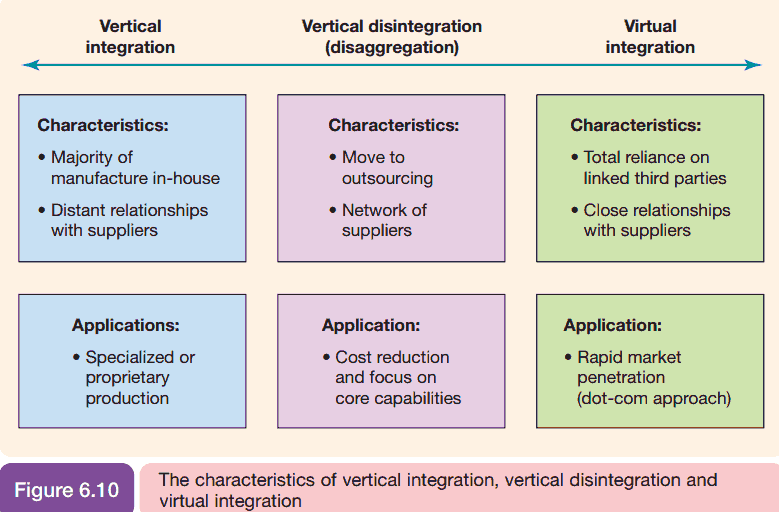 Vertical
integration
Vertical disintegration
(disaggregation)
Virtual
integration
Characteristics:
• Majority of
manufacture in-house
• Distant relationships
with suppliers
Characteristics:
• Move to
outsourcing
• Network of
suppliers
Characteristics:
• Total reliance on
linked third parties
• Close relationships
with suppliers
Applications:
• Specialized or
proprietary
production
Application:
• Cost reduction
and focus on
core capabilities
Application:
• Rapid market
penetration
(dot-com approach)
Figure 6.10
The characteristics of vertical integration, vertical disintegration and
virtual integration